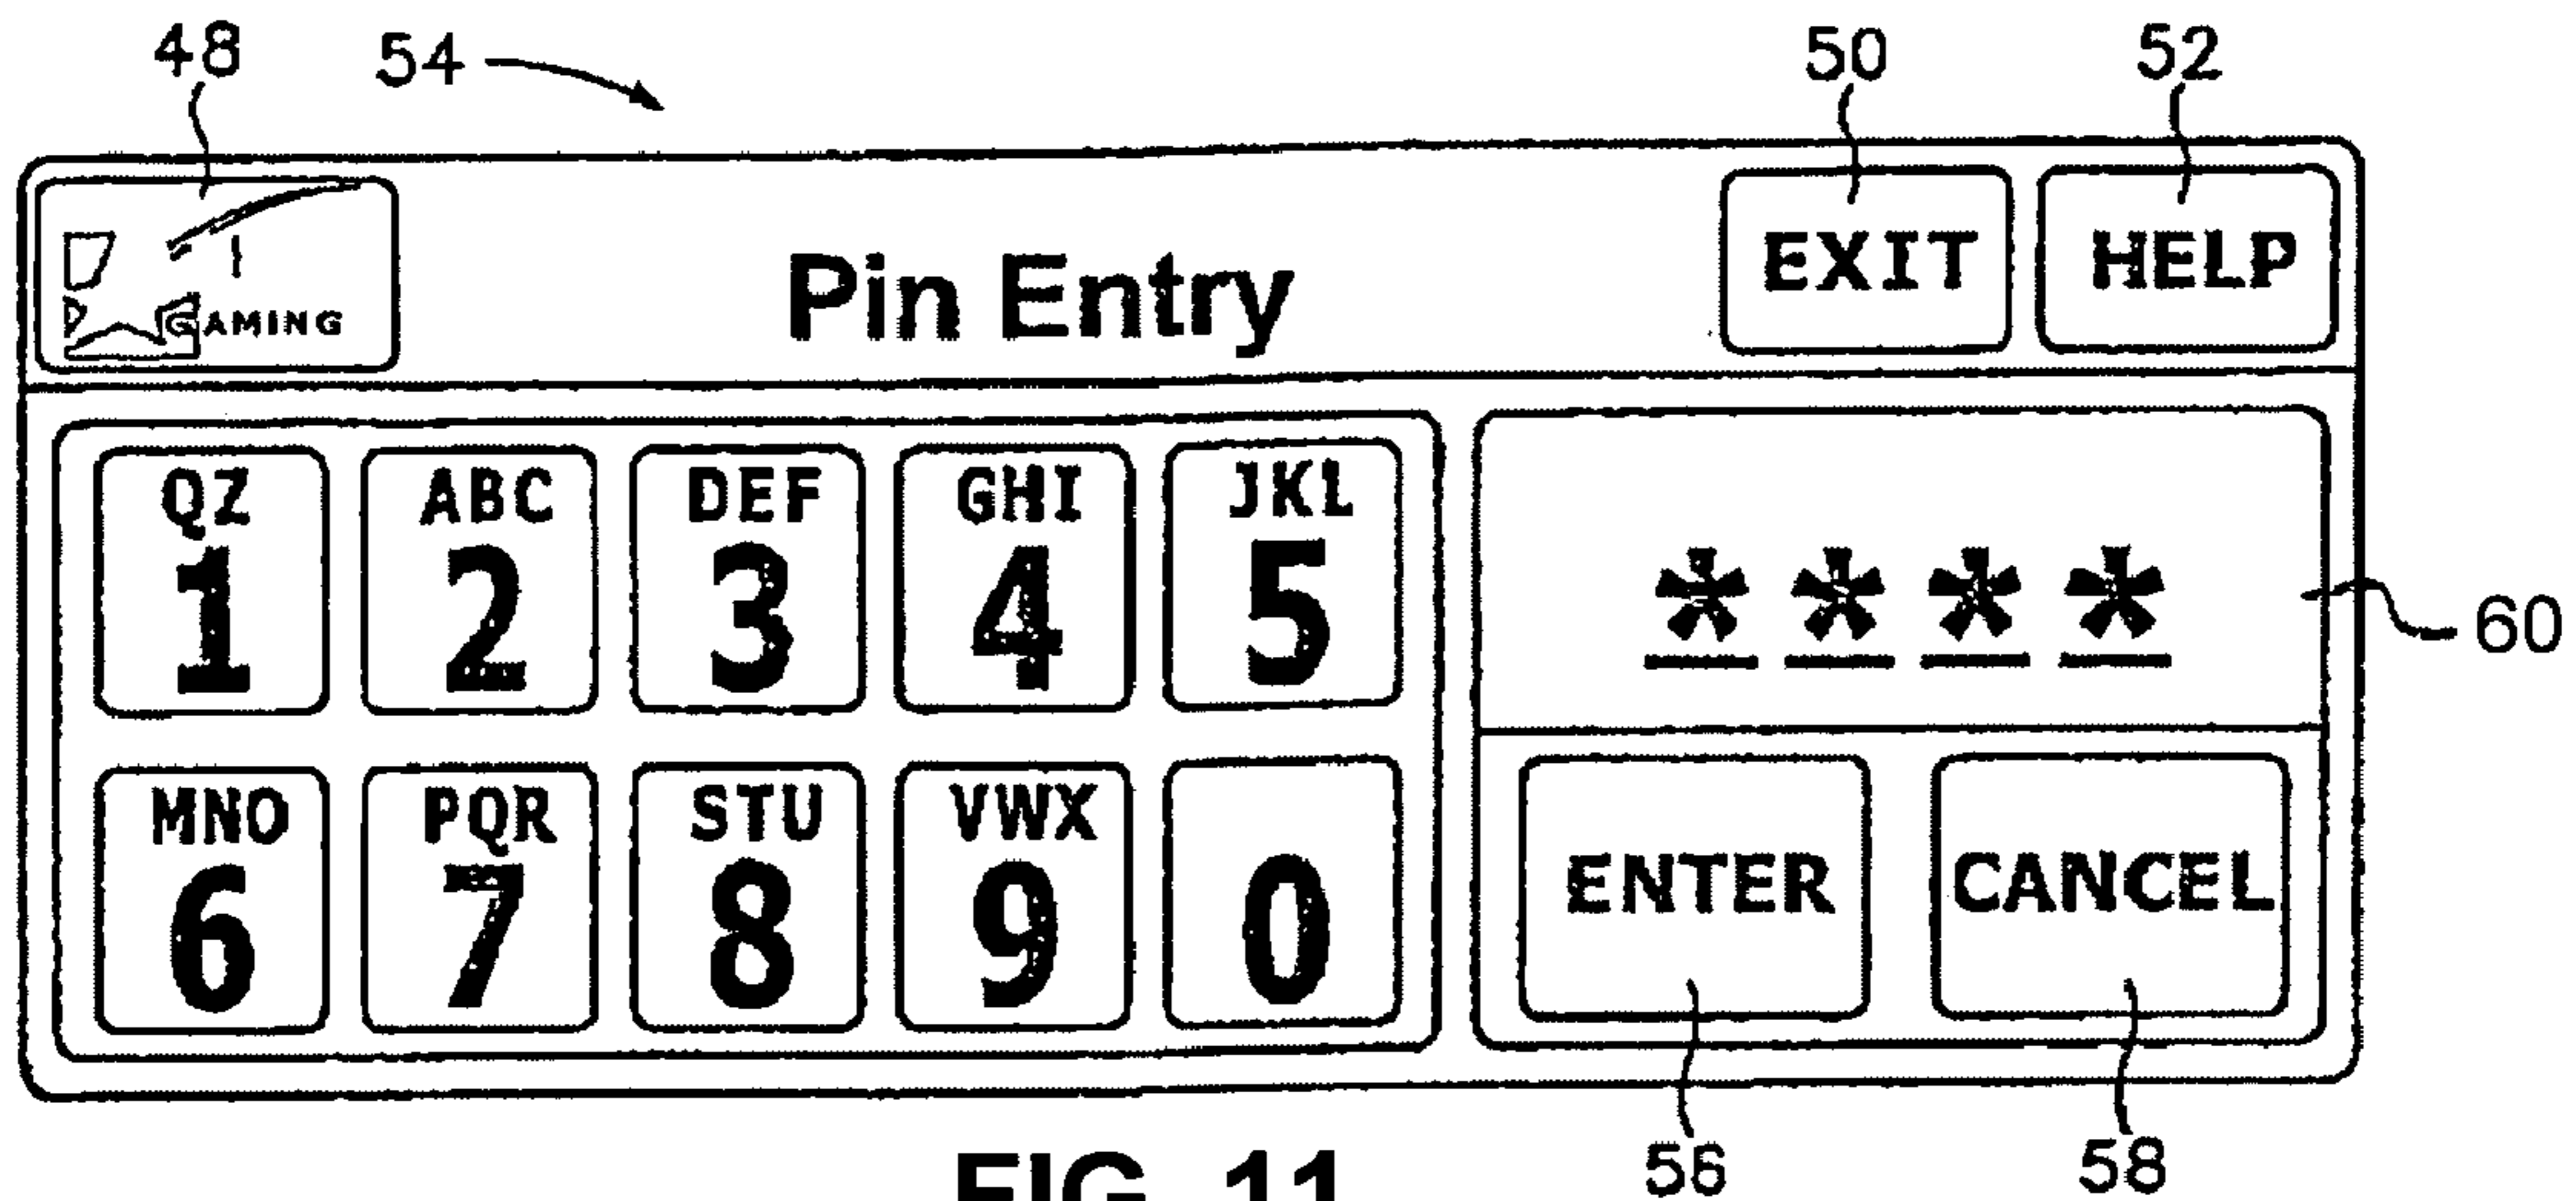 48 54 50 52
GAMING
Pin Entry
EXIT HELP
QZ ABC DEF GHI JKL
1 2 3 4 5
* * * *
60
MNO PQR STU VWX
6 7 8 9 0
ENTER CANCEL
56 58
FIG. 11